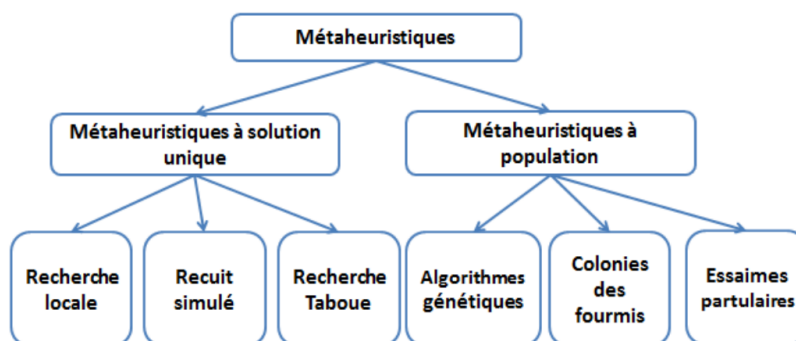 Métaheuristiques
Métaheuristiques à solution
unique
Métaheuristiques à
population
Recherche
locale
Recuit
simulé
Recherche
Taboue
Algorithmes
génétiques
Colonies
des
fourmis
Essaimes
partulaires